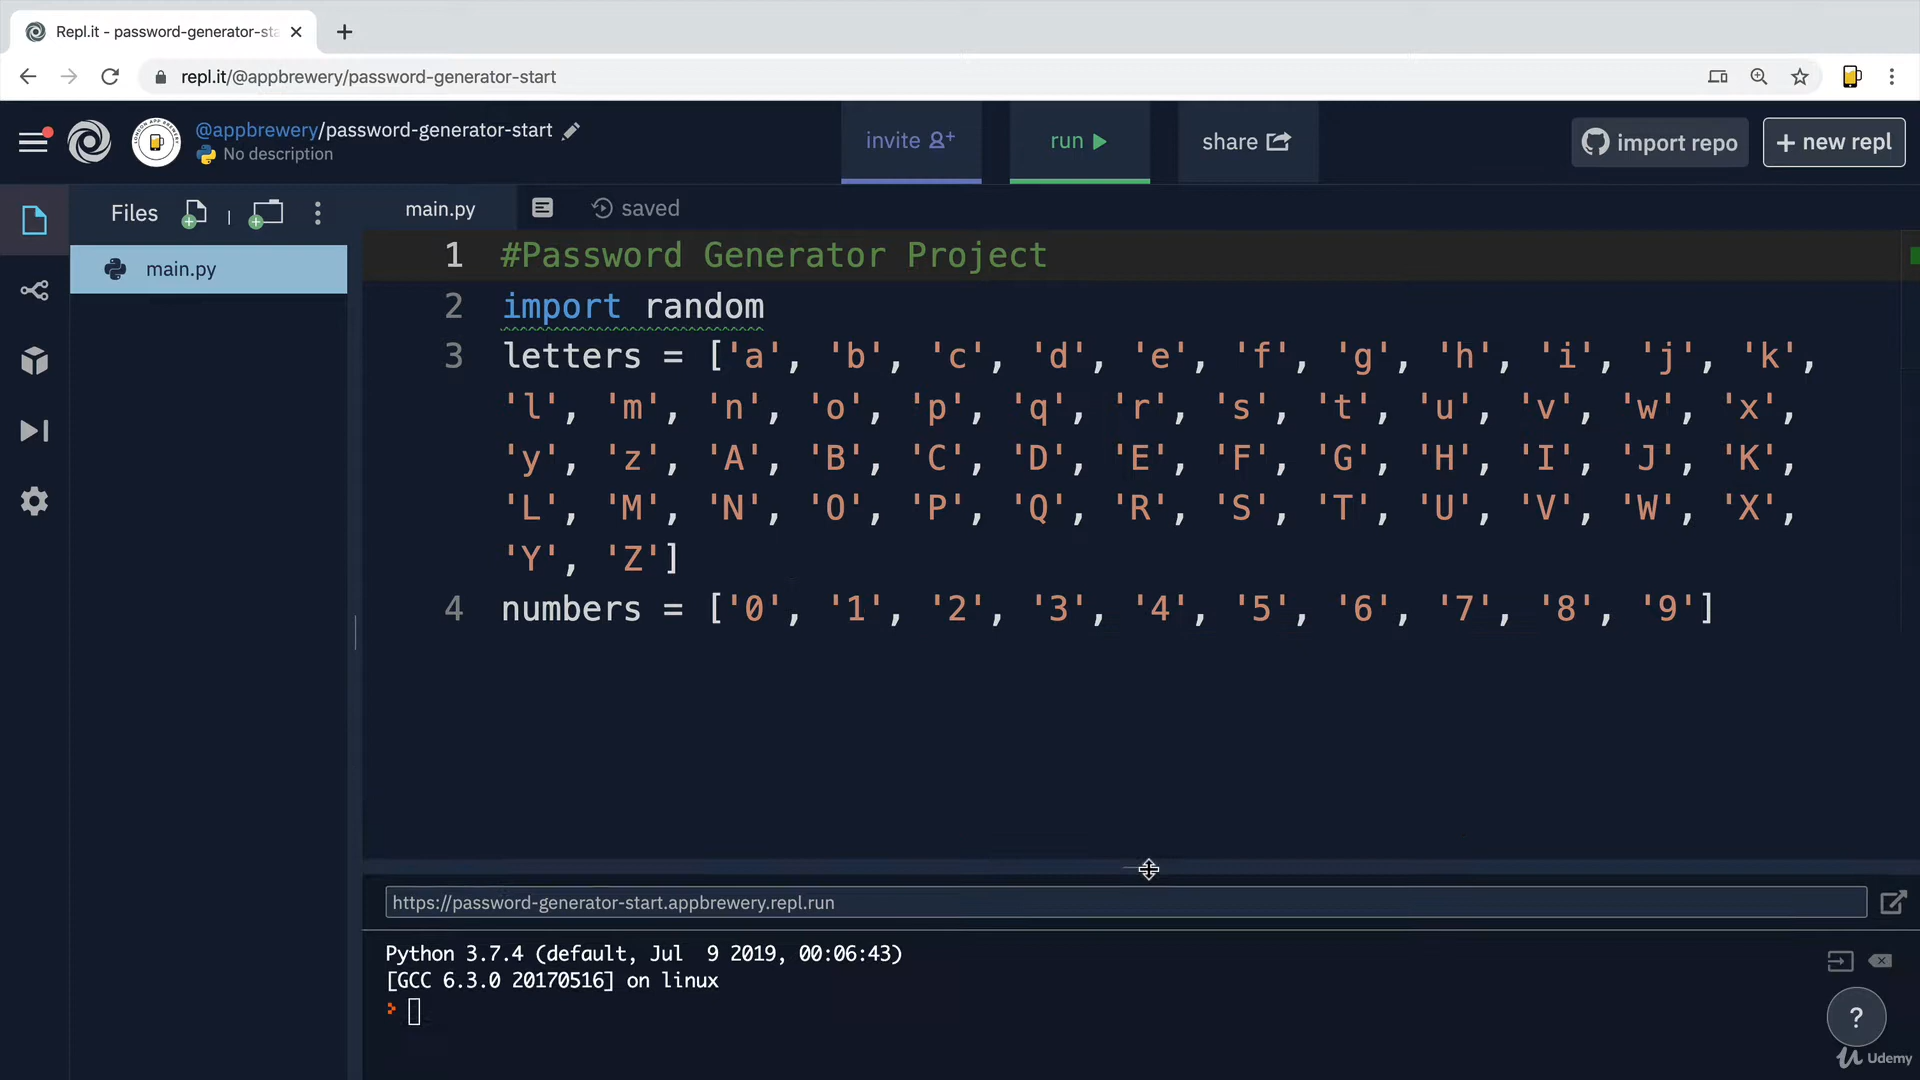 Repl.it - password-generator-sta
repl.it/@appbrewery/password-generator-start
@appbrewery/password-generator-start
No description
invite
run
share
import repo
+ new repl
Files
main.py
saved
main.py
1 #Password Generator Project
2 import random
3 letters = ['a', 'b', 'c', 'd', 'e', 'f', 'g', 'h', 'i', 'j', 'k',
'l', 'm', 'n', 'o', 'p', 'q', 'r', 's', 't', 'u', 'v', 'w', 'x',
'y', 'z', 'A', 'B', 'C', 'D', 'E', 'F', 'G', 'H', 'I', 'J', 'K',
'L', 'M', 'N', 'O', 'P', 'Q', 'R', 'S', 'T', 'U', 'V', 'W', 'X',
'Y', 'Z']
4 numbers = ['0', '1', '2', '3', '4', '5', '6', '7', '8', '9']
https://password-generator-start.appbrewery.repl.run
Python 3.7.4 (default, Jul  9 2019, 00:06:43)
[GCC 6.3.0 20170516] on linux
?
Udemy